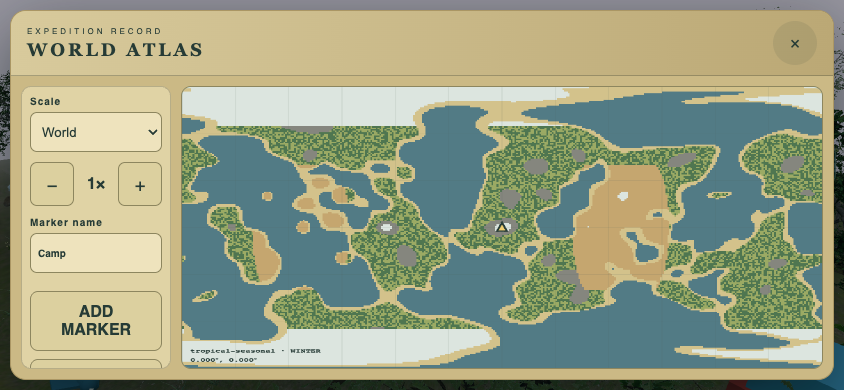 EXPEDITION RECORD
WORLD ATLAS
×
Scale
World
− 1× +
Marker name
Camp
ADD
MARKER
tropical-seasonal · WINTER
0.000°, 0.000°